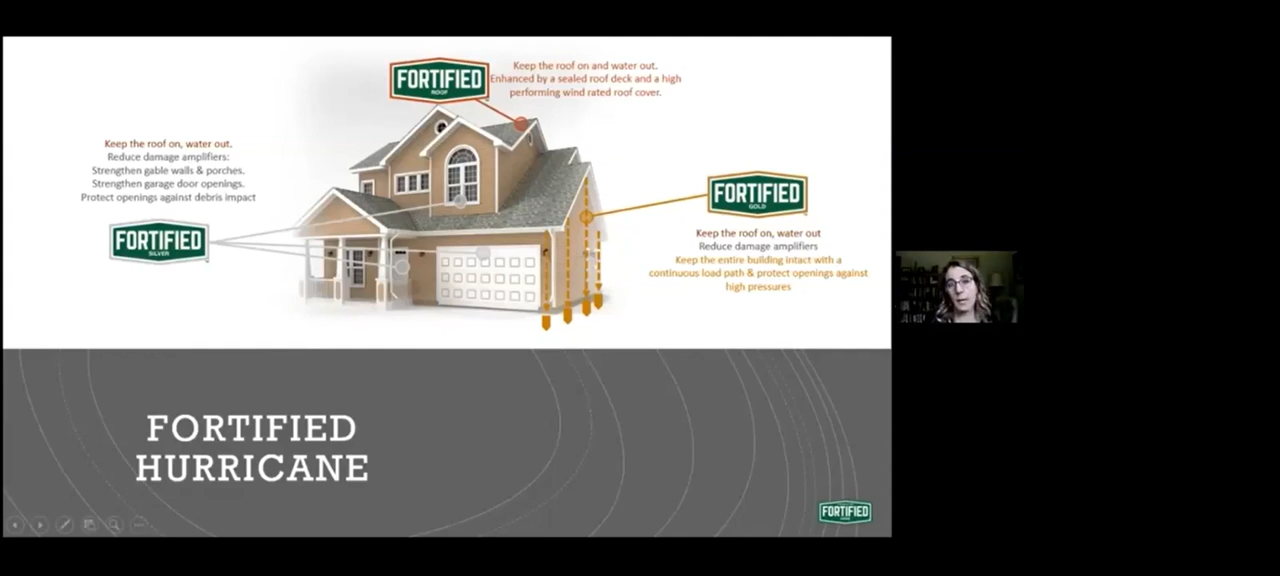 FORTIFIED
ROOF
Keep the roof on and water out.
Enhanced by a sealed roof deck and a high
performing wind rated roof cover.
Keep the roof on, water out.
Reduce damage amplifiers:
Strengthen gable walls & porches.
Strengthen garage door openings.
Protect openings against debris impact
FORTIFIED
SILVER
FORTIFIED
GOLD
Keep the roof on, water out
Reduce damage amplifiers
Keep the entire building intact with a
continuous load path & protect openings against
high pressures
FORTIFIED
HURRICANE
FORTIFIED